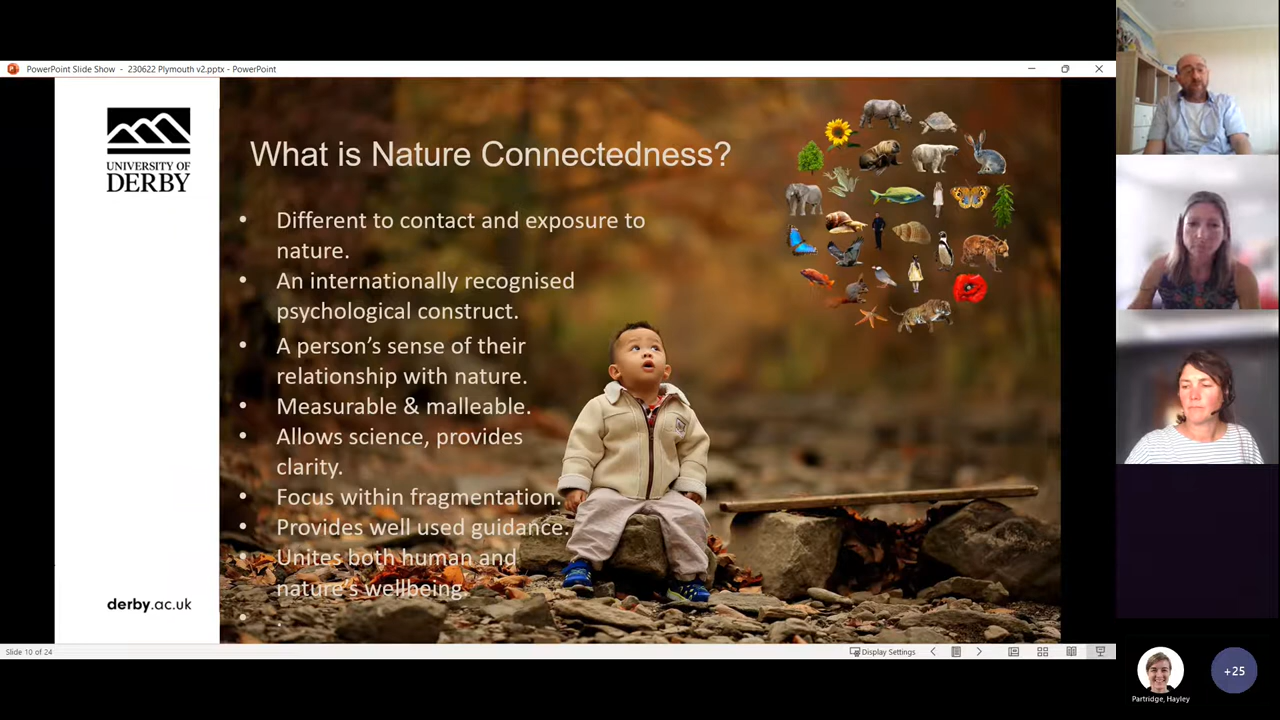 PowerPoint Slide Show - 230622 Plymouth v2.pptx - PowerPoint
UNIVERSITY OF
DERBY
What is Nature Connectedness?
• Different to contact and exposure to
nature.
• An internationally recognised
psychological construct.
• A person’s sense of their
relationship with nature.
• Measurable & malleable.
• Allows science, provides
clarity.
• Focus within fragmentation.
• Provides well used guidance.
• Unites both human and
nature’s wellbeing.
• .
derby.ac.uk
Slide 10 of 24
Display Settings
Partridge, Hayley
+25